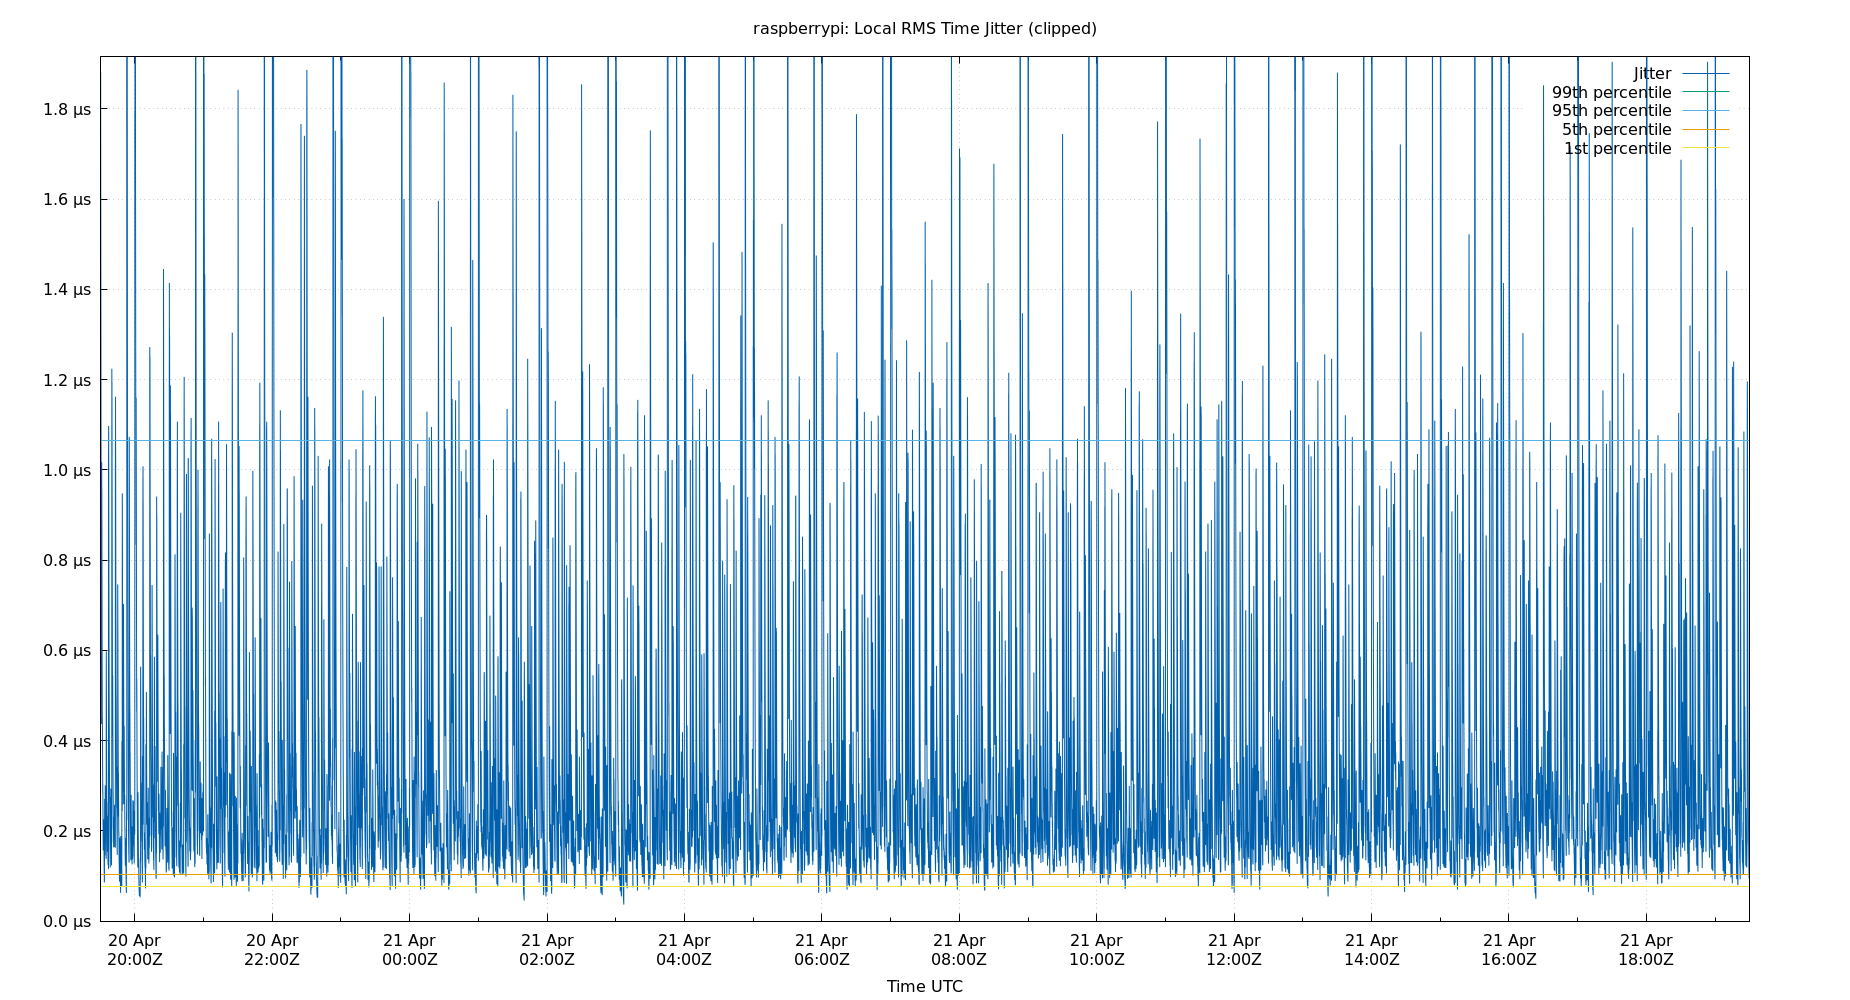 raspberrypi: Local RMS Time Jitter (clipped)
Jitter
99th percentile
95th percentile
5th percentile
1st percentile
1.8 µs
1.6 µs
1.4 µs
1.2 µs
1.0 µs
0.8 µs
0.6 µs
0.4 µs
0.2 µs
0.0 µs
20 Apr 20 Apr 21 Apr 21 Apr 21 Apr 21 Apr 21 Apr 21 Apr 21 Apr 21 Apr 21 Apr 21 Apr
20:00Z 22:00Z 00:00Z 02:00Z 04:00Z 06:00Z 08:00Z 10:00Z 12:00Z 14:00Z 16:00Z 18:00Z
Time UTC